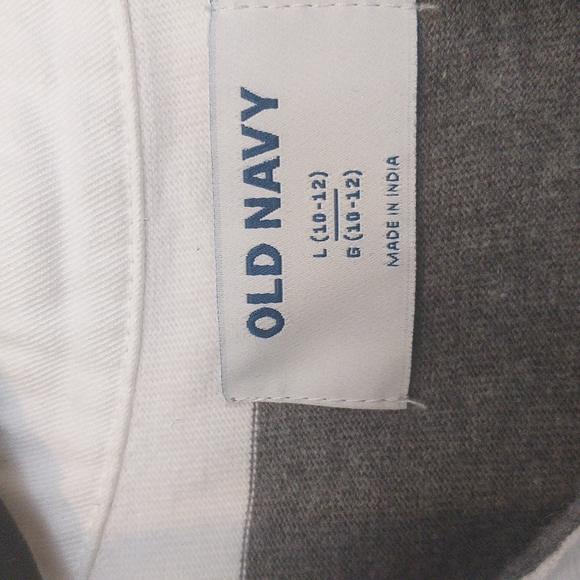 OLD NAVY
L (10-12)
G (10-12)
MADE IN INDIA